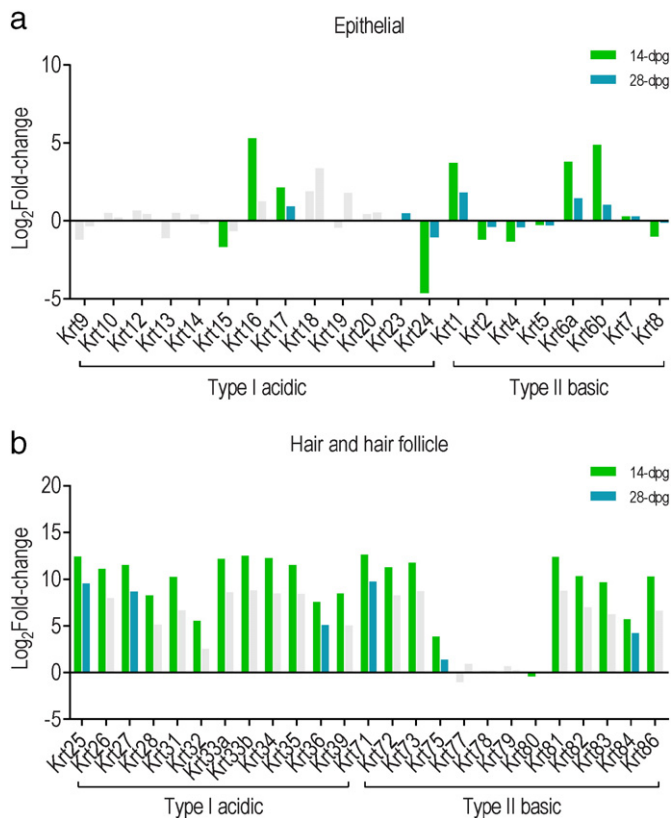 a
Epithelial
14-dpg
28-dpg
Log2Fold-change
10
5
0
-5
Krt9 Krt10 Krt12 Krt13 Krt14 Krt15 Krt16 Krt17 Krt18 Krt19 Krt20 Krt23 Krt24 Krt1 Krt2 Krt4 Krt5 Krt6a Krt6b Krt7 Krt8
Type I acidic Type II basic
b
Hair and hair follicle
14-dpg
28-dpg
Log2Fold-change
20
15
10
5
0
-5
Krt25 Krt26 Krt27 Krt28 Krt31 Krt32 Krt33a Krt33b Krt34 Krt35 Krt36 Krt39 Krt71 Krt72 Krt73 Krt75 Krt77 Krt78 Krt79 Krt80 Krt81 Krt82 Krt83 Krt84 Krt86
Type I acidic Type II basic